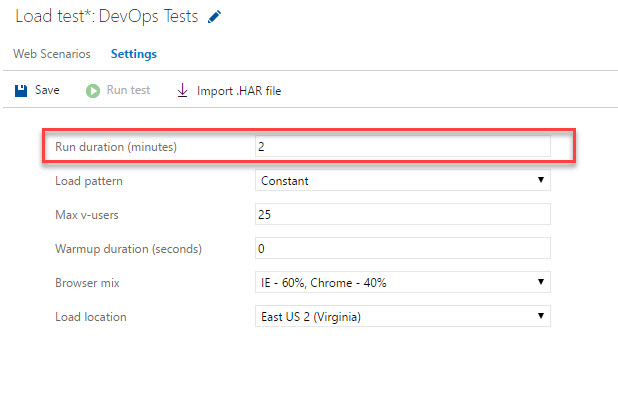 Load test*: DevOps Tests
Web Scenarios Settings
Save Run test Import .HAR file
Run duration (minutes) 2
Load pattern Constant
Max v-users 25
Warmup duration (seconds) 0
Browser mix IE - 60%, Chrome - 40%
Load location East US 2 (Virginia)